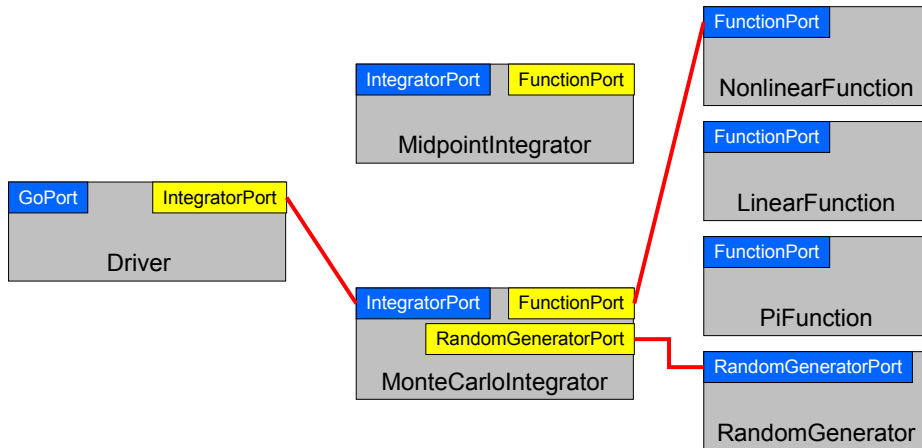 FunctionPort
NonlinearFunction
IntegratorPort FunctionPort
MidpointIntegrator
FunctionPort
LinearFunction
GoPort IntegratorPort
Driver
FunctionPort
PiFunction
IntegratorPort FunctionPort
RandomGeneratorPort
MonteCarloIntegrator
RandomGeneratorPort
RandomGenerator